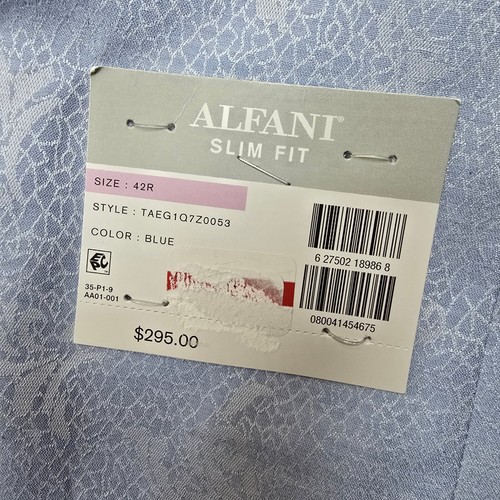 ALFANI®
SLIM FIT
SIZE : 42R
STYLE : TAEG1Q7Z0053
COLOR : BLUE
EC
35-P1-9
AA01-001
6 27502 18986 8
080041454675
$295.00